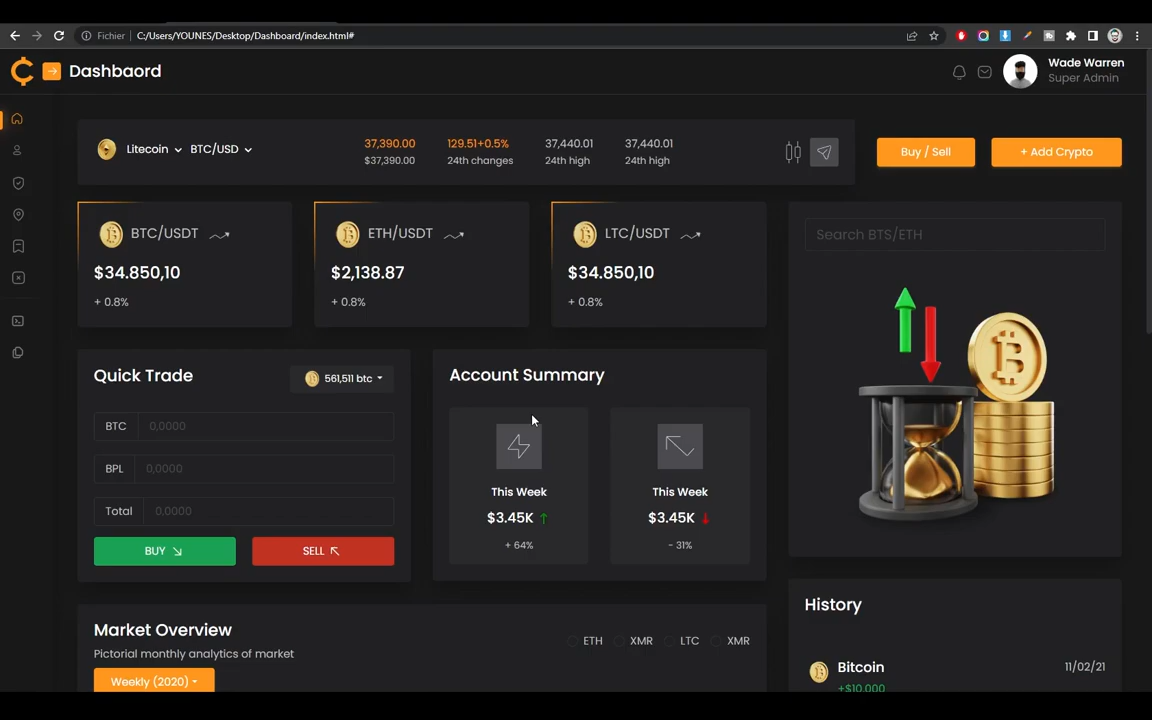 Fichier
C:/Users/YOUNES/Desktop/Dashboard/index.html#
Dashbaord
Wade Warren
Super Admin
Litecoin
BTC/USD
37,390.00
$37,390.00
129.51+0.5%
24th changes
37,440.01
24th high
37,440.01
24th high
Buy / Sell
+ Add Crypto
BTC/USDT
$34.850,10
+ 0.8%
ETH/USDT
$2,138.87
+ 0.8%
LTC/USDT
$34.850,10
+ 0.8%
Search BTS/ETH
Quick Trade
561,511 btc
BTC 0,0000
BPL 0,0000
Total 0,0000
BUY
SELL
Account Summary
This Week
$3.45K
+ 64%
This Week
$3.45K
- 31%
Market Overview
Pictorial monthly analytics of market
ETH XMR LTC XMR
Weekly (2020)
History
Bitcoin
11/02/21
+$10,000